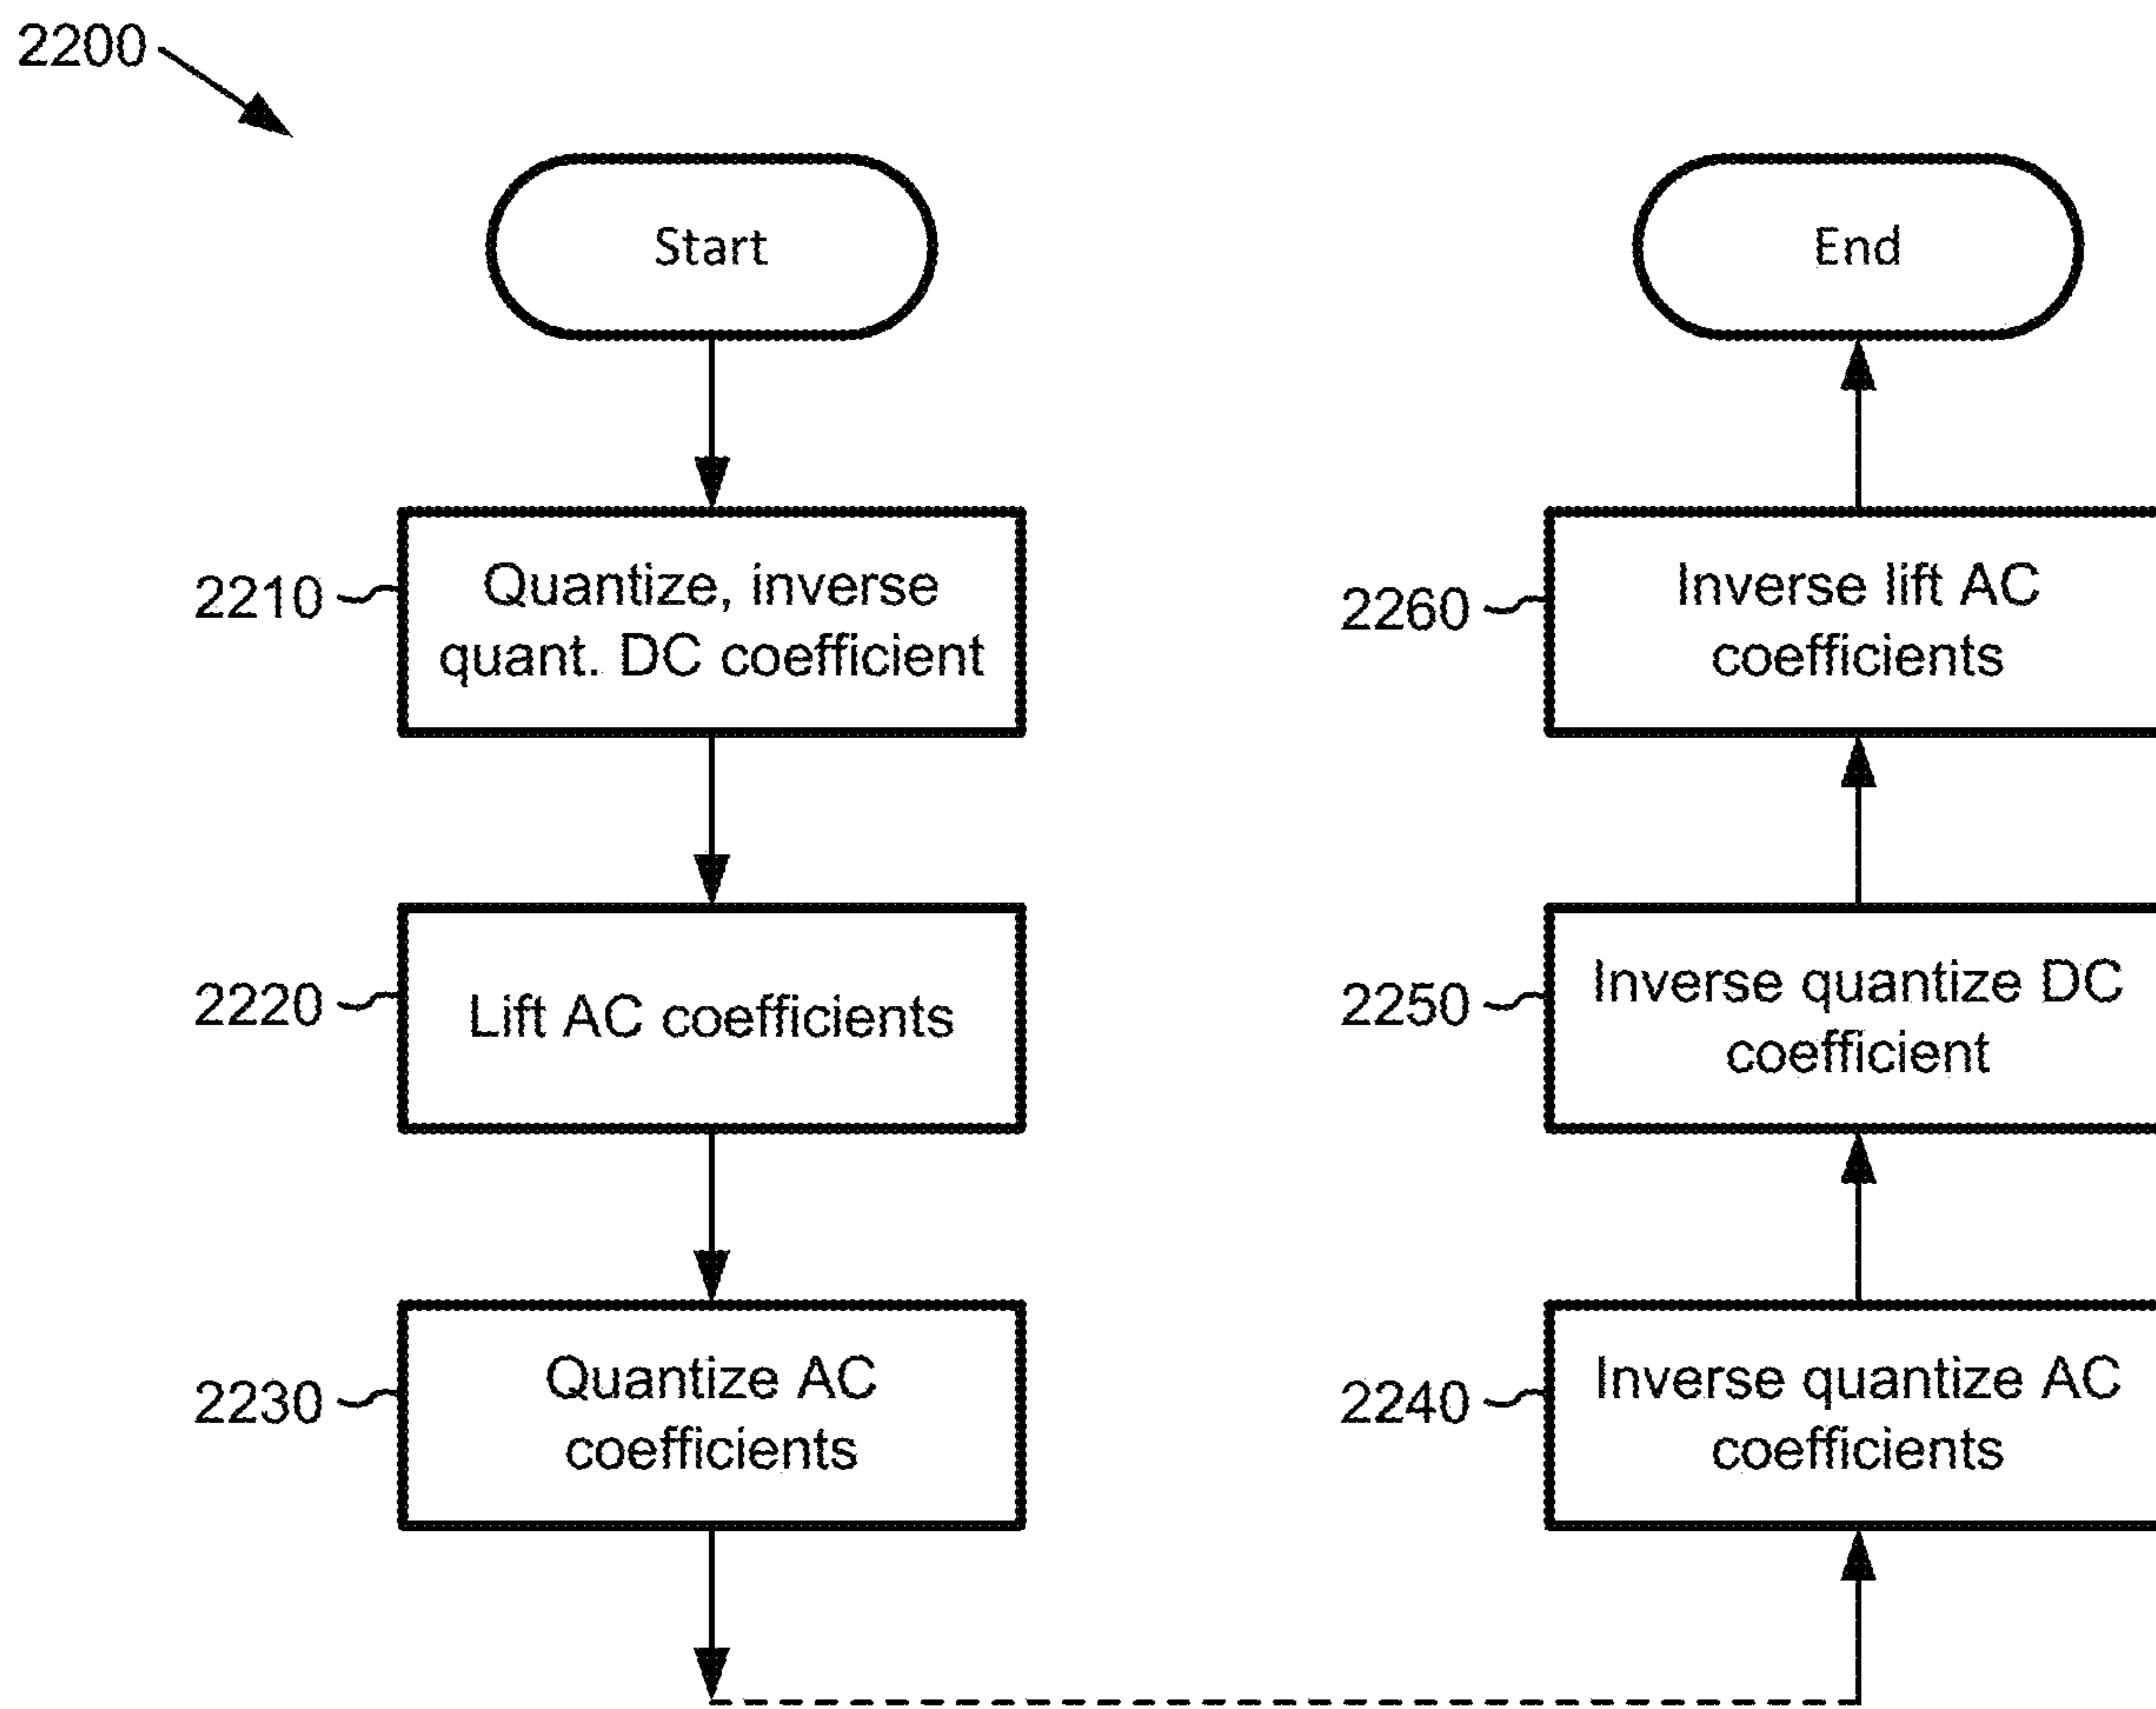 2200
Start
2210
Quantize, inverse
quant. DC coefficient
2220
Lift AC coefficients
2230
Quantize AC
coefficients
End
2260
Inverse lift AC
coefficients
2250
Inverse quantize DC
coefficient
2240
Inverse quantize AC
coefficients